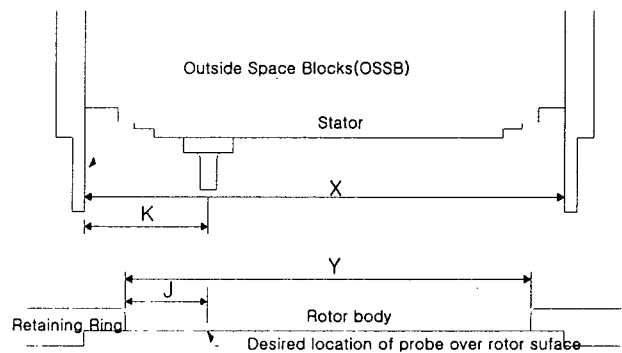 Outside Space Blocks(OSSB)
Stator
X
K
Y
J
Rotor body
Retaining Ring
Desired location of probe over rotor suface